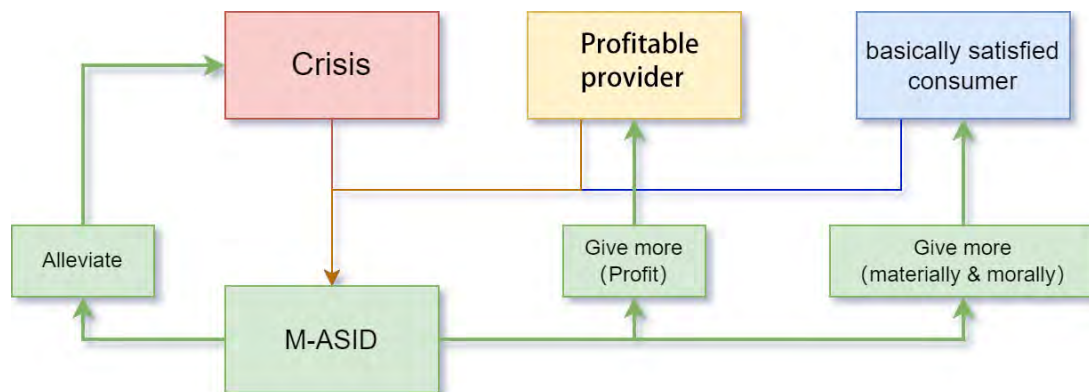 Crisis
Profitable
provider
basically satisfied
consumer
Alleviate
Give more
(Profit)
Give more
(materially & morally)
M-ASID